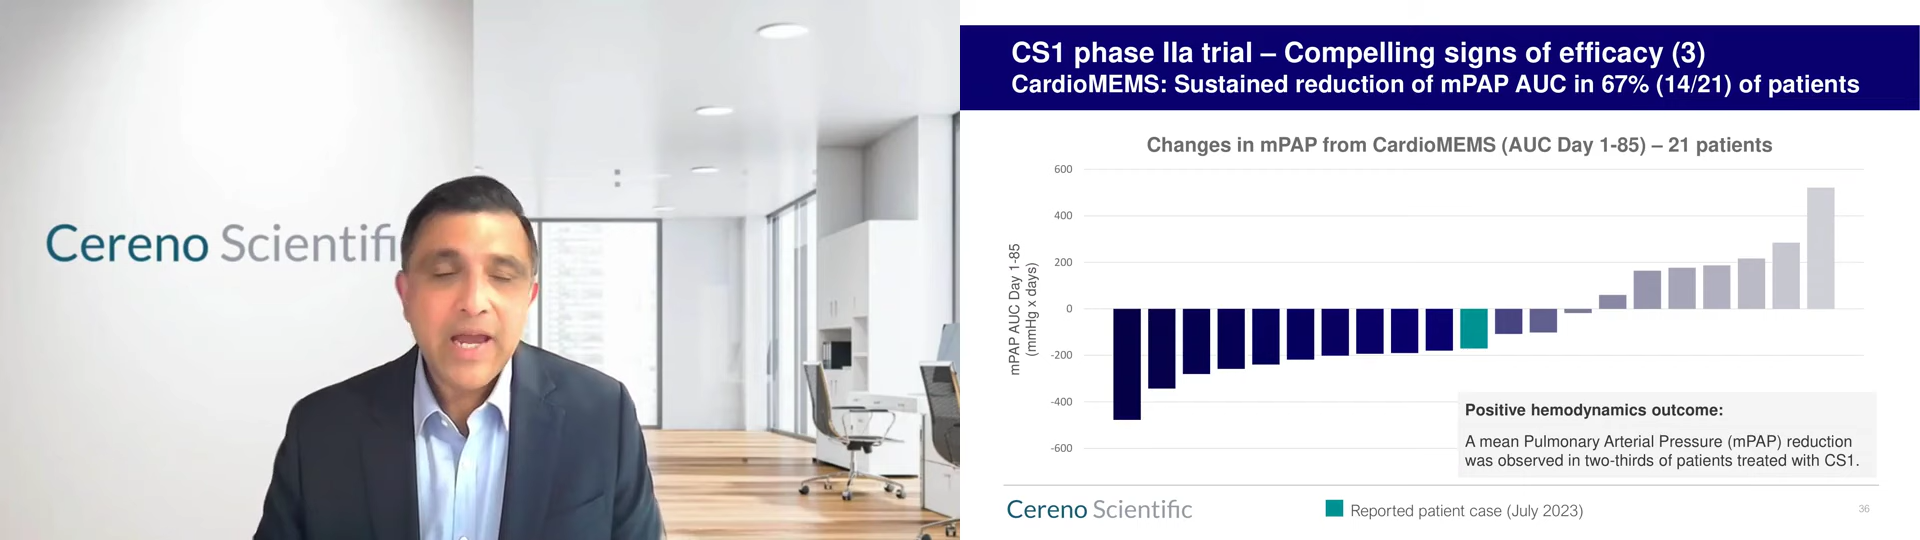 Cereno Scientifi
CS1 phase IIa trial – Compelling signs of efficacy (3)
CardioMEMS: Sustained reduction of mPAP AUC in 67% (14/21) of patients
Changes in mPAP from CardioMEMS (AUC Day 1-85) – 21 patients
mPAP AUC Day 1-85
(mmHg x days)
600
400
200
0
-200
-400
-600
Positive hemodynamics outcome:
A mean Pulmonary Arterial Pressure (mPAP) reduction
was observed in two-thirds of patients treated with CS1.
Cereno Scientific
Reported patient case (July 2023)
36